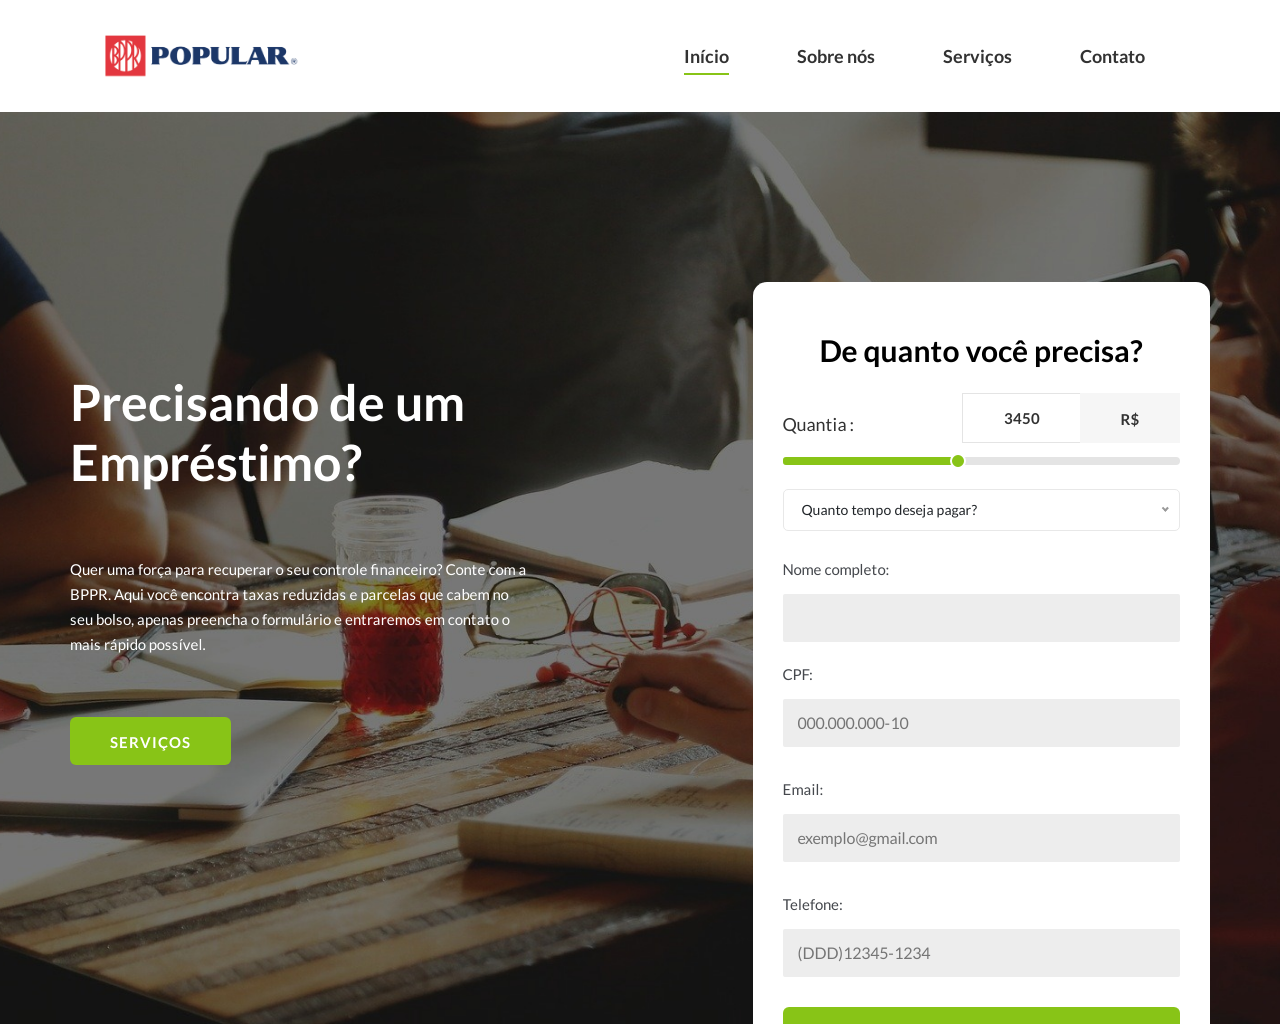 BPPR POPULAR®
Início
Sobre nós
Serviços
Contato
Precisando de um
Empréstimo?
Quer uma força para recuperar o seu controle financeiro? Conte com a
BPPR. Aqui você encontra taxas reduzidas e parcelas que cabem no
seu bolso, apenas preencha o formulário e entraremos em contato o
mais rápido possível.
SERVIÇOS
De quanto você precisa?
Quantia :
3450
R$
Quanto tempo deseja pagar?
Nome completo:
CPF:
000.000.000-10
Email:
exemplo@gmail.com
Telefone:
(DDD)12345-1234